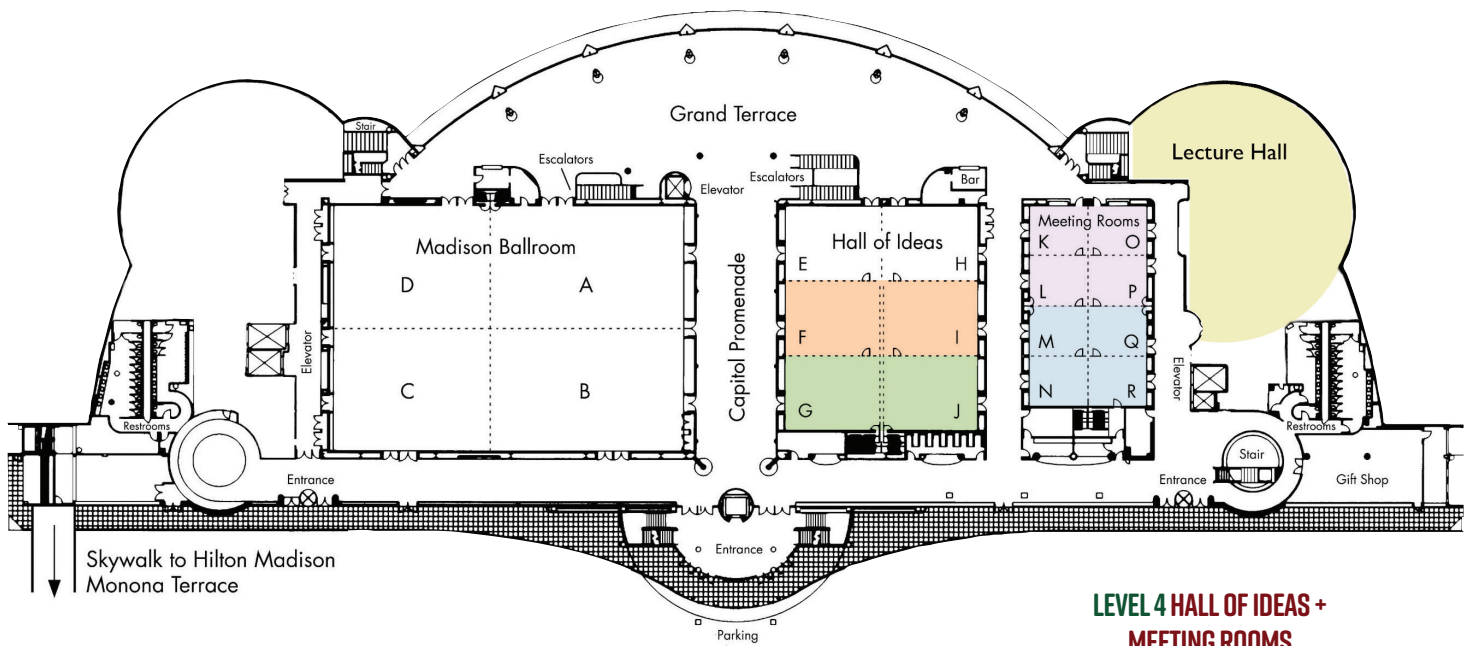 Grand Terrace
Stair
Escalators
Elevator
Escalators
Bar
Lecture Hall
Madison Ballroom
D
A
C
B
Elevator
Capitol Promenade
Hall of Ideas
E
H
F
I
G
J
Meeting Rooms
K
O
L
P
M
Q
N
R
Elevator
Restrooms
Restrooms
Stair
Gift Shop
Entrance
Entrance
Entrance
Skywalk to Hilton Madison
Monona Terrace
Parking
LEVEL 4 HALL OF IDEAS +
MEETING ROOMS